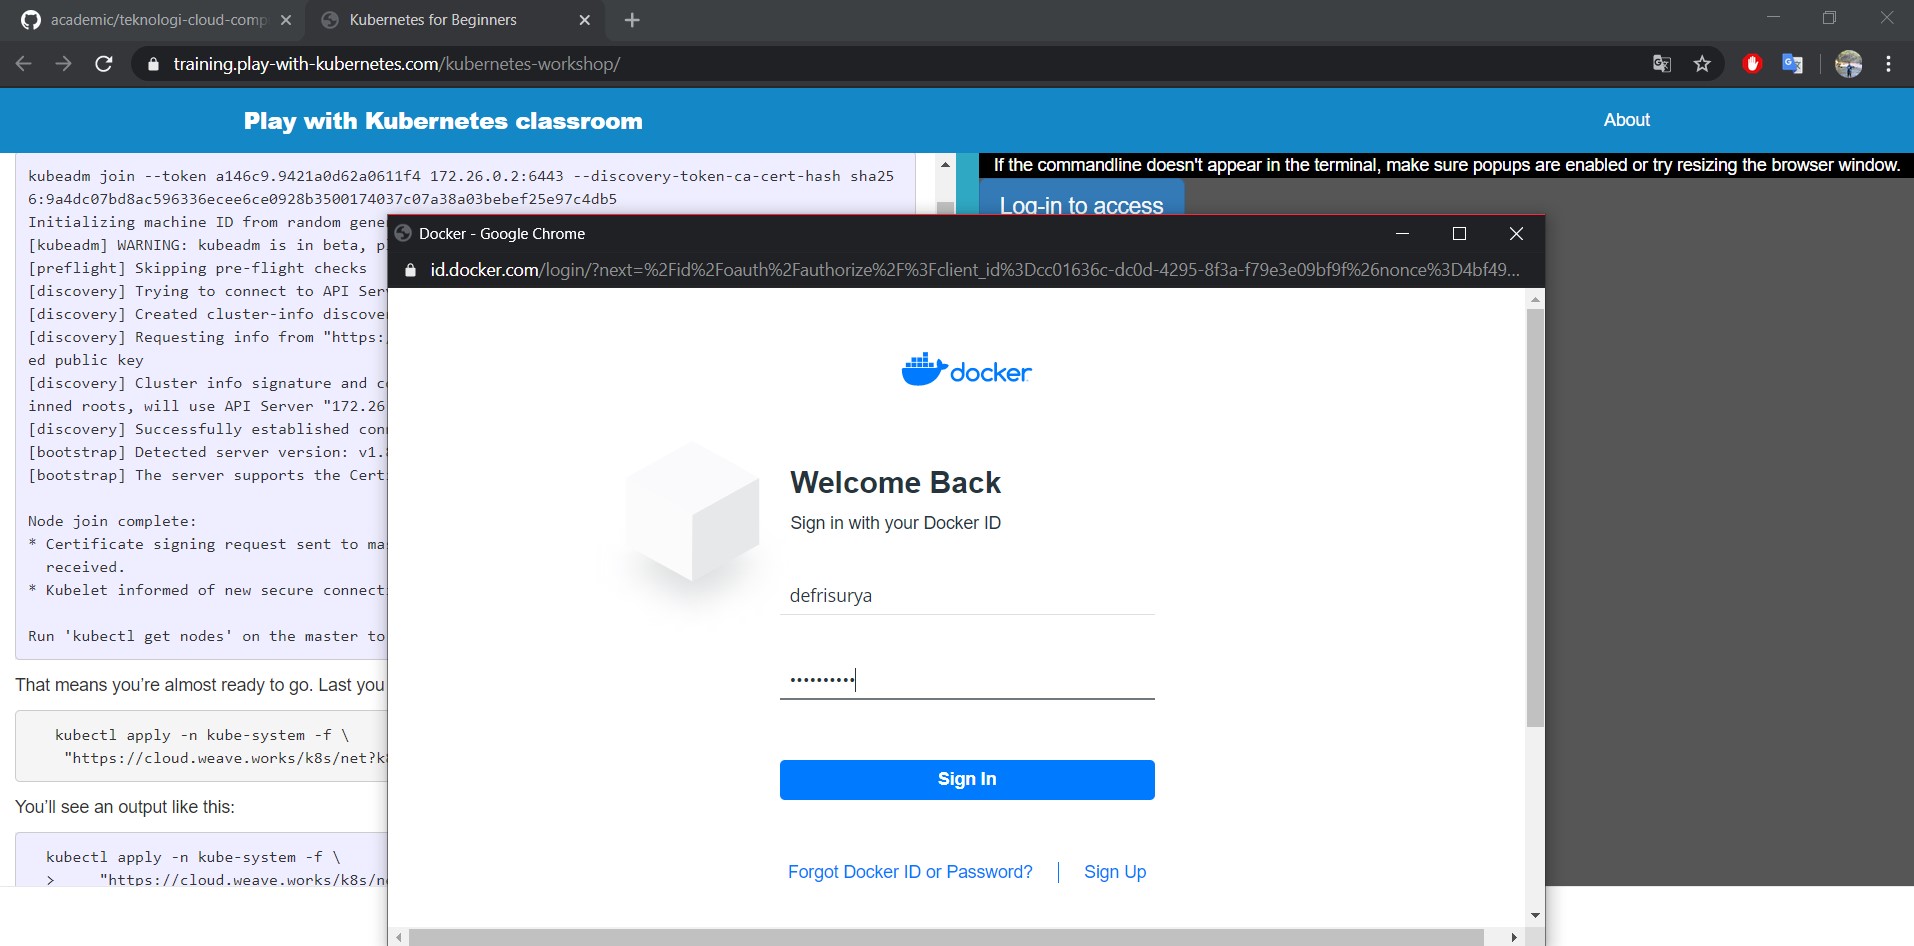 academic/teknologi-cloud-comp
Kubernetes for Beginners
training.play-with-kubernetes.com/kubernetes-workshop/
Play with Kubernetes classroom
About
kubeadm join --token a146c9.9421a0d62a0611f4 172.26.0.2:6443 --discovery-token-ca-cert-hash sha25
6:9a4dc07bd8ac596336ecee6ce0928b3500174037c07a38a03bebef25e97c4db5
Initializing machine ID from random gene
[kubeadm] WARNING: kubeadm is in beta, p
[preflight] Skipping pre-flight checks
[discovery] Trying to connect to API Ser
[discovery] Created cluster-info discove
[discovery] Requesting info from "https:
ed public key
[discovery] Cluster info signature and c
inned roots, will use API Server "172.26
[discovery] Successfully established con
[bootstrap] Detected server version: v1.
[bootstrap] The server supports the Cert
Node join complete:
* Certificate signing request sent to ma
received.
* Kubelet informed of new secure connect
Run 'kubectl get nodes' on the master to
That means you’re almost ready to go. Last you
kubectl apply -n kube-system -f \
"https://cloud.weave.works/k8s/net?k8
You’ll see an output like this:
kubectl apply -n kube-system -f \
> "https://cloud.weave.works/k8s/ne
If the commandline doesn't appear in the terminal, make sure popups are enabled or try resizing the browser window.
Log-in to access
Docker - Google Chrome
id.docker.com/login/?next=%2Fid%2Foauth%2Fauthorize%2F%3Fclient_id%3Dcc01636c-dc0d-4295-8f3a-f79e3e09bf9f%26nonce%3D4bf49...
docker
Welcome Back
Sign in with your Docker ID
defrisurya
••••••••••
Sign In
Forgot Docker ID or Password?
Sign Up